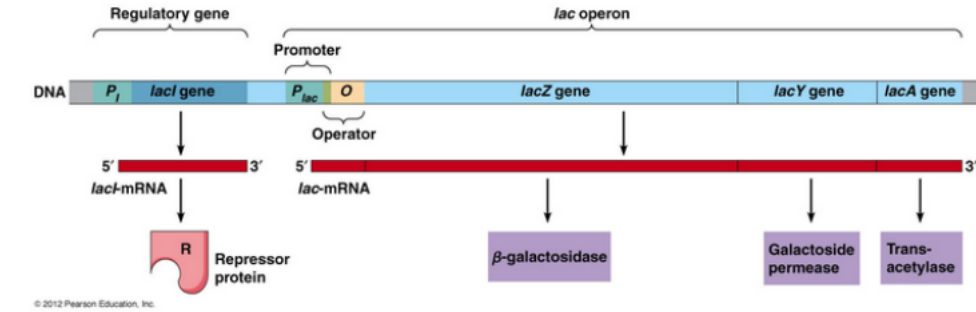 Regulatory gene
lac operon
Promoter
DNA
PI
lacI gene
Plac
O
lacZ gene
lacY gene
lacA gene
Operator
5′
3′
5′
3′
lacI-mRNA
lac-mRNA
R
Repressor
protein
β-galactosidase
Galactoside
permease
Trans-
acetylase
© 2012 Pearson Education, Inc.